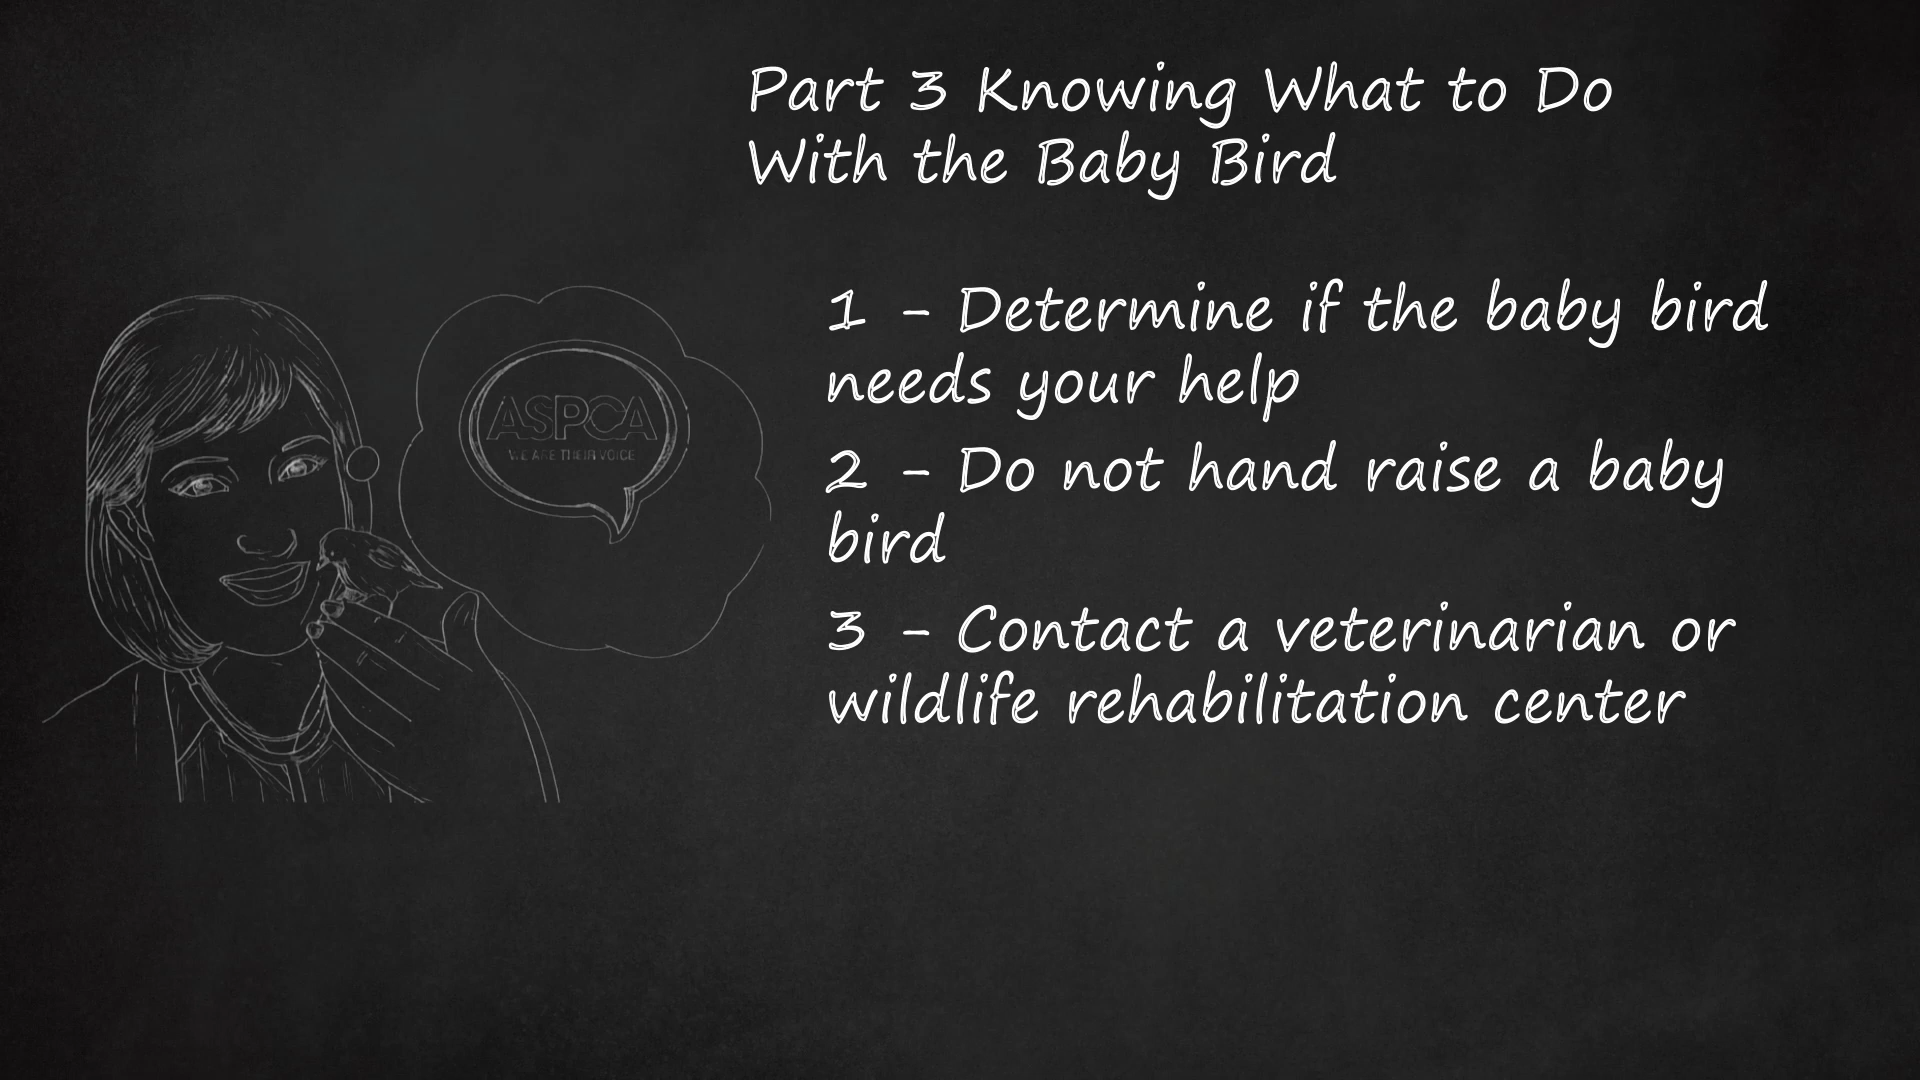 Part 3 Knowing What to Do
With the Baby Bird
1 - Determine if the baby bird
needs your help
2 - Do not hand raise a baby
bird
3 - Contact a veterinarian or
wildlife rehabilitation center
ASPCA
WE ARE THEIR VOICE